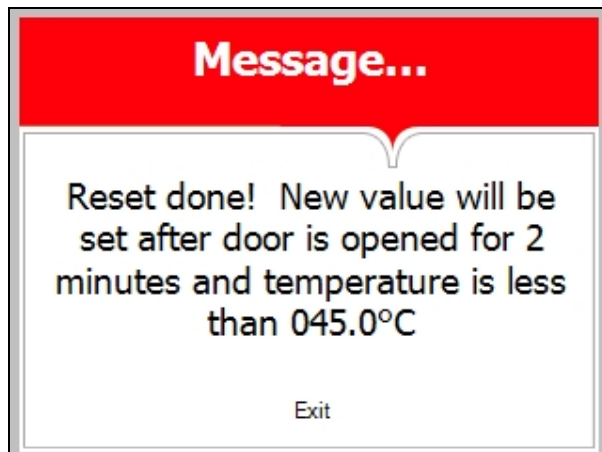 Message...
Reset done!  New value will be
set after door is opened for 2
minutes and temperature is less
than 045.0°C
Exit